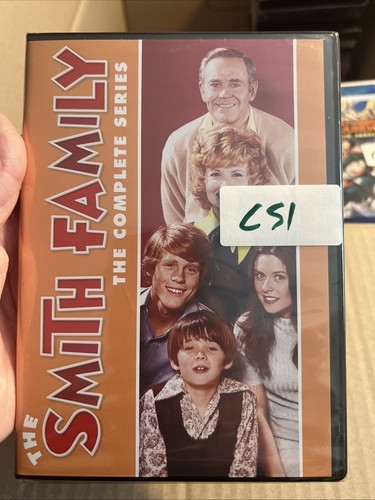 THE
SMITH FAMILY
THE COMPLETE SERIES
CS1